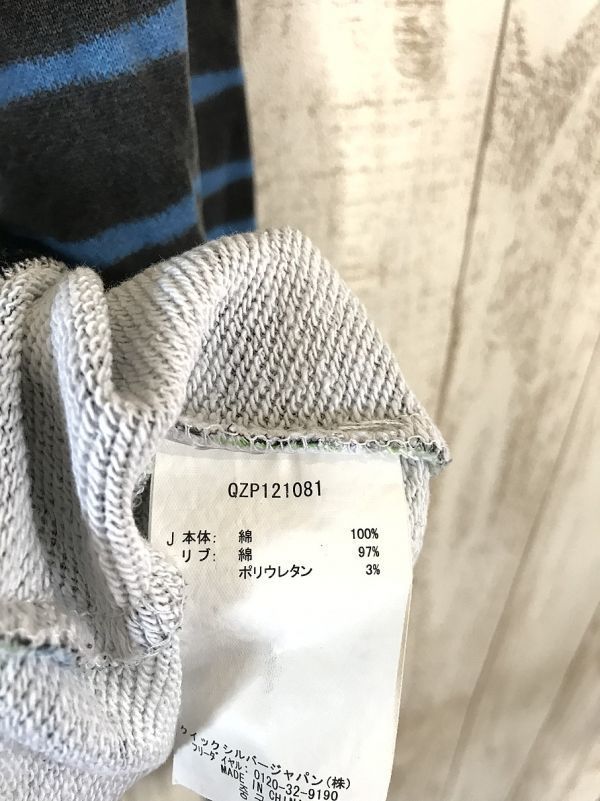 QZP121081
J 本体: 綿 100%
リブ: 綿 97%
ポリウレタン 3%
クイックシルバージャパン(株)
フリーダイヤル: 0120-32-9190
MADE IN CHINA